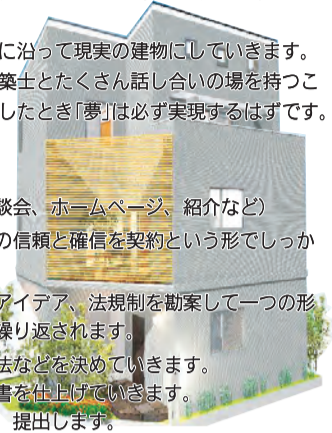 に沿って現実の建物にしていきます。
築士とたくさん話し合いの場を持つこ
したとき「夢」は必ず実現するはずです。
談会、ホームページ、紹介など）
の信頼と確信を契約という形でしっか
アイデア、法規制を勘案して一つの形
繰り返されます。
法などを決めていきます。
書を仕上げていきます。
提出します。